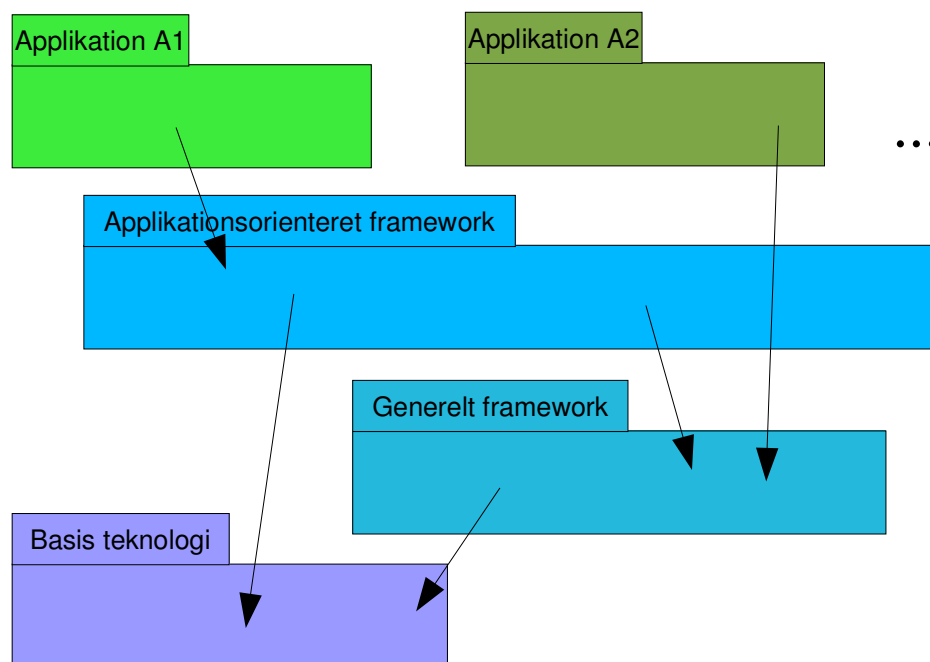 Applikation A1
Applikation A2
...
Applikationsorienteret framework
Generelt framework
Basis teknologi